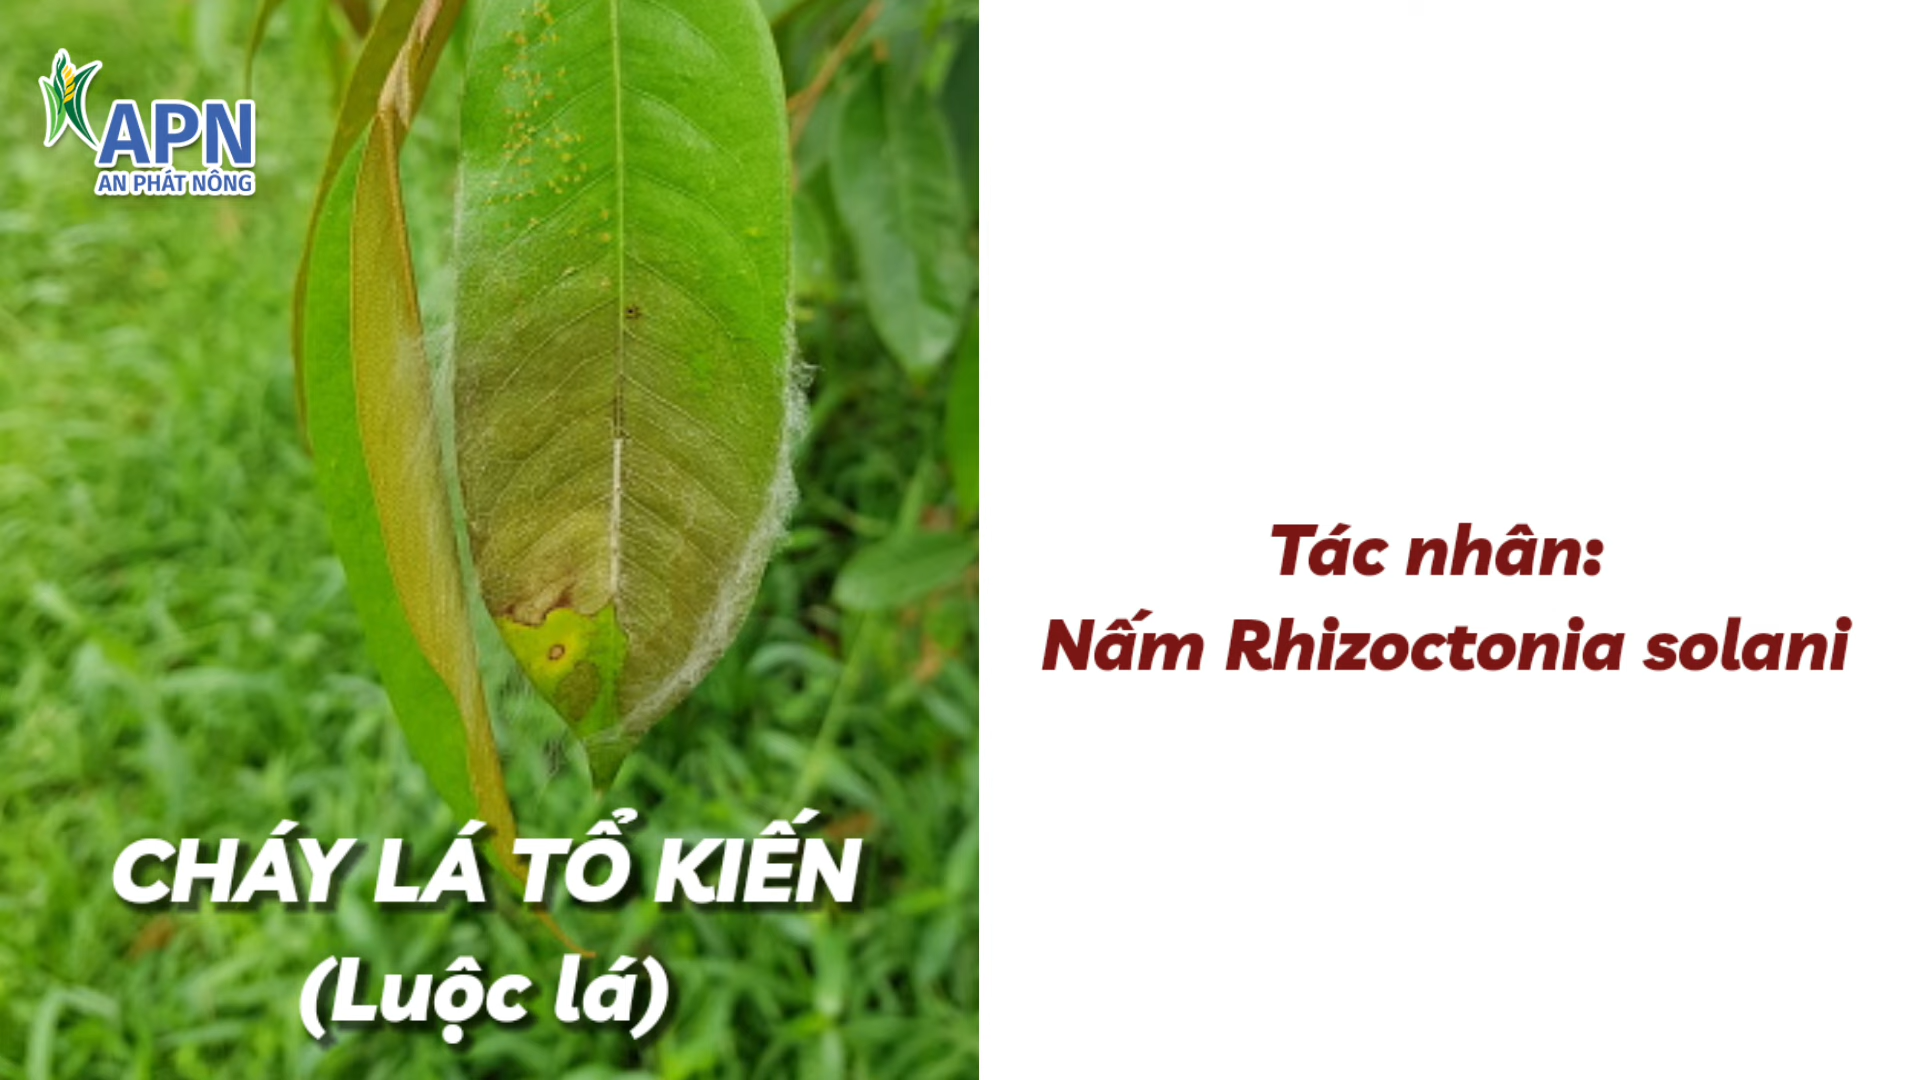 APN
AN PHÁT NÔNG
CHÁY LÁ TỔ KIẾN
(Luộc lá)
Tác nhân:
Nấm Rhizoctonia solani